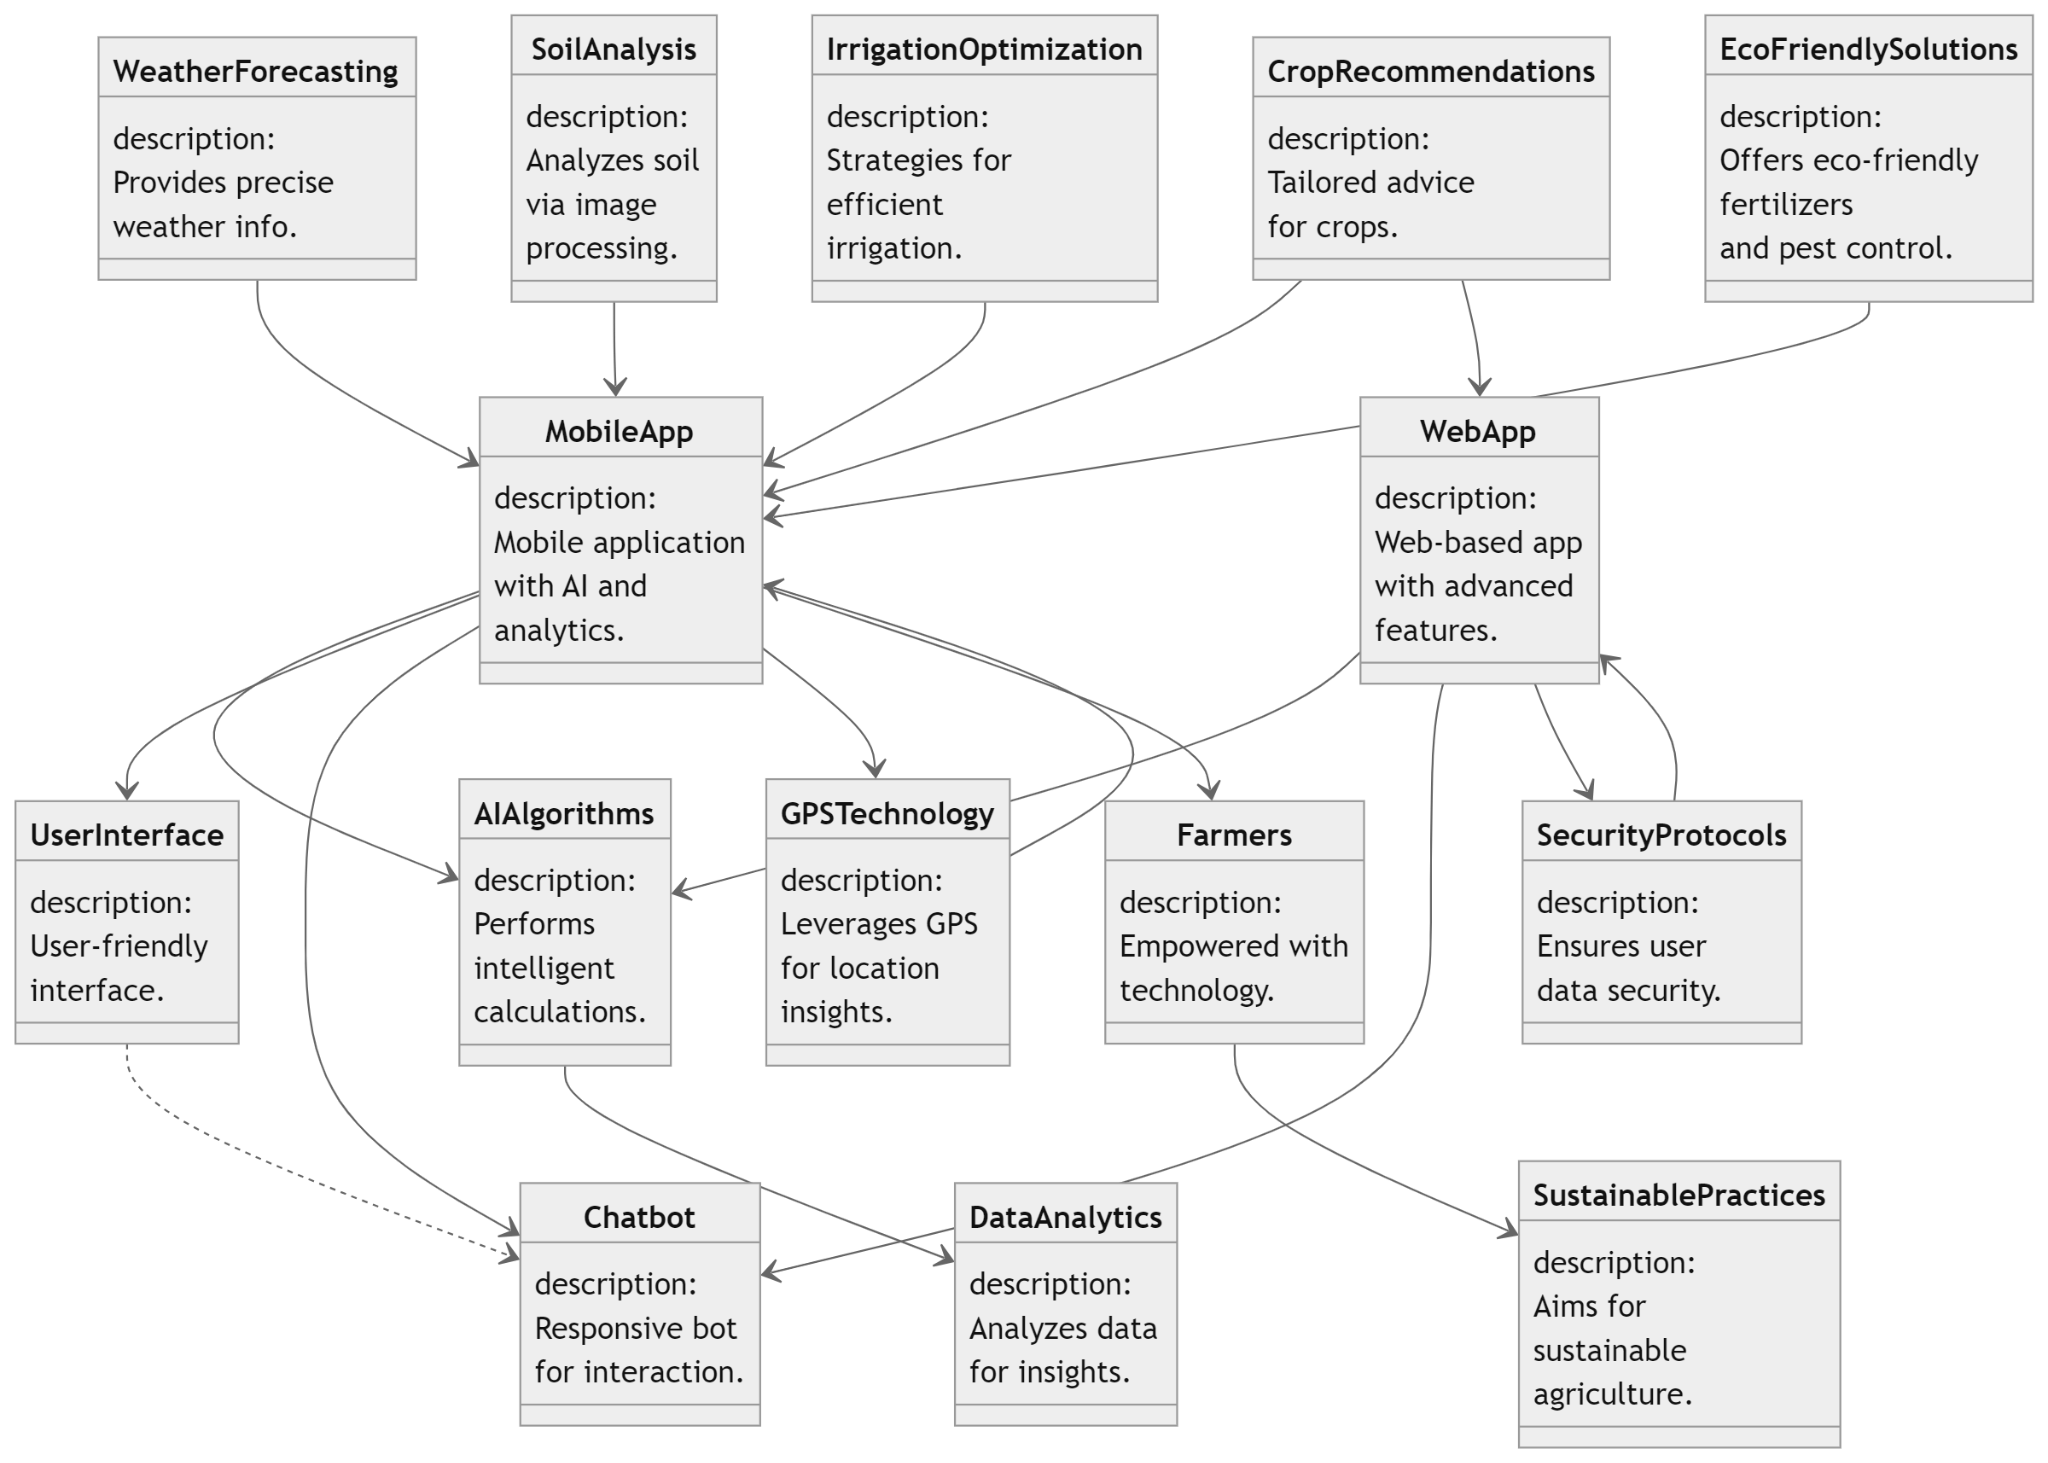 WeatherForecasting
description:
Provides precise
weather info.
SoilAnalysis
description:
Analyzes soil
via image
processing.
IrrigationOptimization
description:
Strategies for
efficient
irrigation.
CropRecommendations
description:
Tailored advice
for crops.
EcoFriendlySolutions
description:
Offers eco-friendly
fertilizers
and pest control.
MobileApp
description:
Mobile application
with AI and
analytics.
WebApp
description:
Web-based app
with advanced
features.
UserInterface
description:
User-friendly
interface.
AIAlgorithms
description:
Performs
intelligent
calculations.
GPSTechnology
description:
Leverages GPS
for location
insights.
Farmers
description:
Empowered with
technology.
SecurityProtocols
description:
Ensures user
data security.
Chatbot
description:
Responsive bot
for interaction.
DataAnalytics
description:
Analyzes data
for insights.
SustainablePractices
description:
Aims for
sustainable
agriculture.